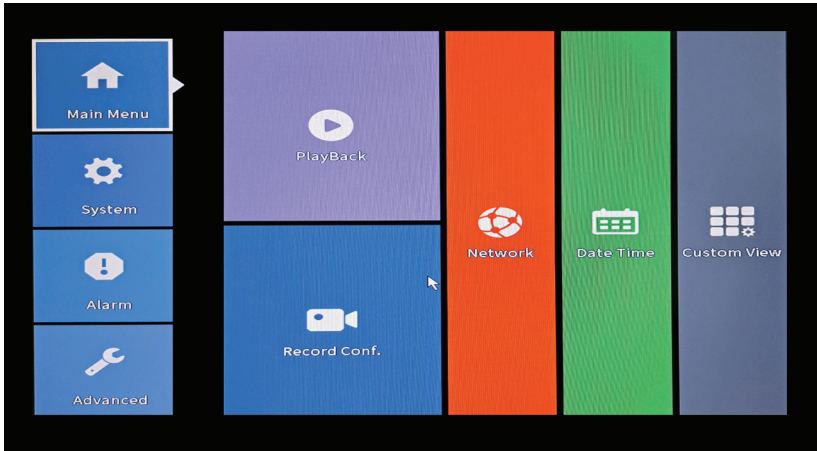 Main Menu
System
Alarm
Advanced
PlayBack
Record Conf.
Network
Date Time
Custom View